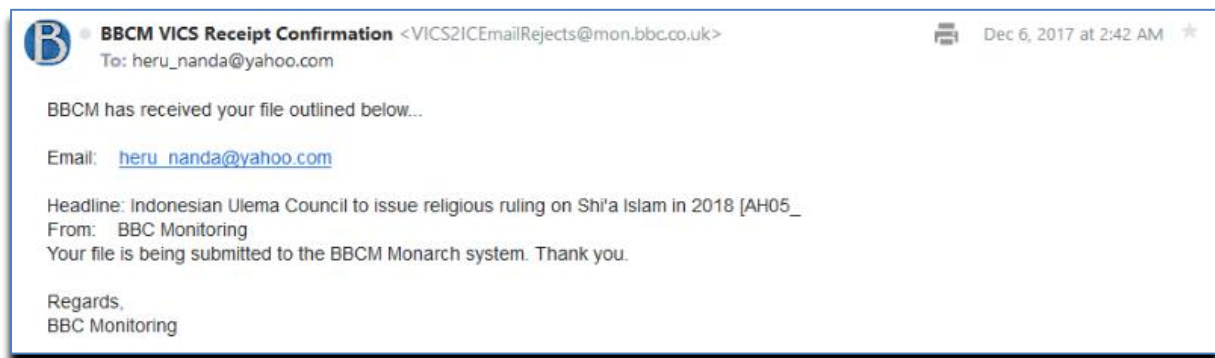 B
BBCM VICS Receipt Confirmation <VICS2ICEmailRejects@mon.bbc.co.uk> Dec 6, 2017 at 2:42 AM
To: heru_nanda@yahoo.com
BBCM has received your file outlined below...
Email: heru_nanda@yahoo.com
Headline: Indonesian Ulema Council to issue religious ruling on Shi'a Islam in 2018 [AH05_
From: BBC Monitoring
Your file is being submitted to the BBCM Monarch system. Thank you.
Regards,
BBC Monitoring